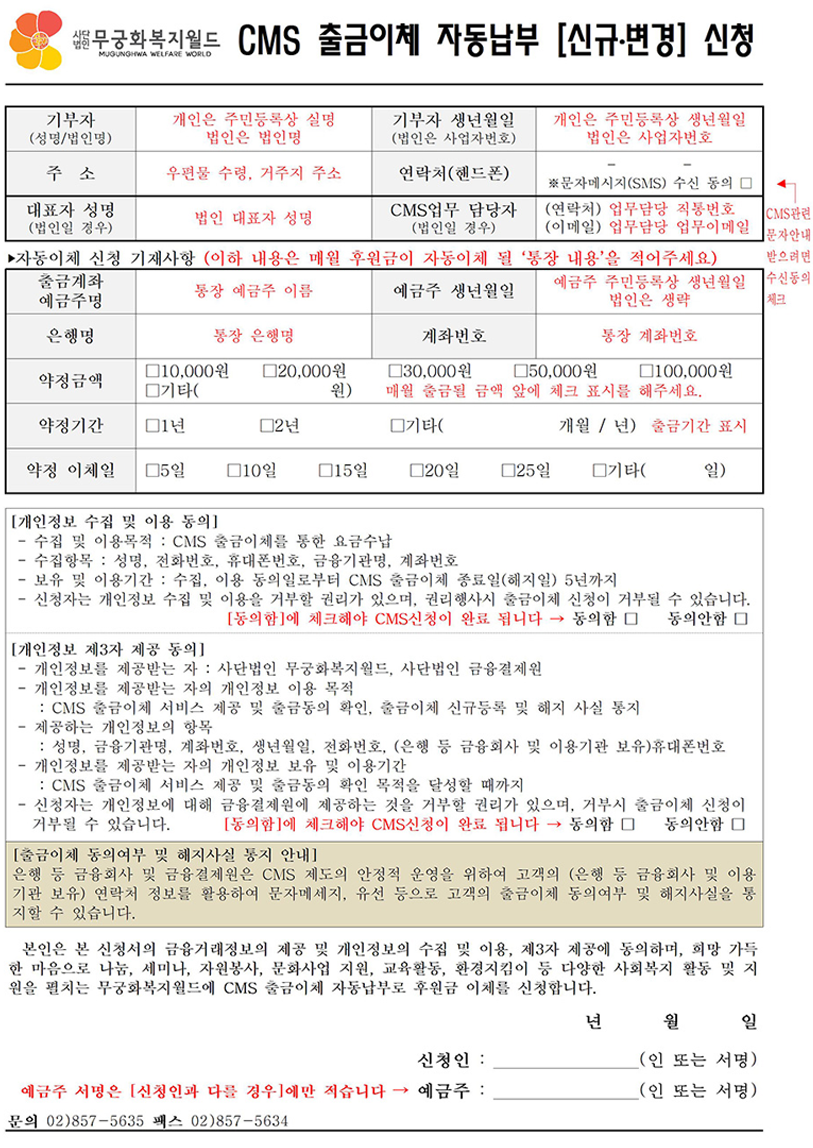 사단법인 무궁화복지월드
MUGUNGHWA WELFARE WORLD
CMS 출금이체 자동납부 [신규·변경] 신청
기부자 (성명/법인명) 개인은 주민등록상 실명 법인은 법인명 기부자 생년월일 (법인은 사업자번호) 개인은 주민등록상 생년월일 법인은 사업자번호
주 소 우편물 수령, 거주지 주소 연락처(핸드폰) － － ※문자메시지(SMS) 수신 동의 □
대표자 성명 (법인일 경우) 법인 대표자 성명 CMS업무 담당자 (법인일 경우) (연락처) 업무담당 직통번호 (이메일) 업무담당 업무이메일
CMS관련
문자안내
받으려면
수신동의
체크
▶자동이체 신청 기재사항 (이하 내용은 매월 후원금이 자동이체 될 ‘통장 내용’을 적어주세요)
출금계좌 예금주명 통장 예금주 이름 예금주 생년월일 예금주 주민등록상 생년월일 법인은 생략
은행명 통장 은행명 계좌번호 통장 계좌번호
약정금액 □10,000원 □20,000원 □30,000원 □50,000원 □100,000원
□기타( 원) 매월 출금될 금액 앞에 체크 표시를 해주세요.
약정기간 □1년 □2년 □기타( 개월 / 년) 출금기간 표시
약정 이체일 □5일 □10일 □15일 □20일 □25일 □기타( 일)
[개인정보 수집 및 이용 동의]
- 수집 및 이용목적 : CMS 출금이체를 통한 요금수납
- 수집항목 : 성명, 전화번호, 휴대폰번호, 금융기관명, 계좌번호
- 보유 및 이용기간 : 수집, 이용 동의일로부터 CMS 출금이체 종료일(해지일) 5년까지
- 신청자는 개인정보 수집 및 이용을 거부할 권리가 있으며, 권리행사시 출금이체 신청이 거부될 수 있습니다.
[동의함]에 체크해야 CMS신청이 완료 됩니다 → 동의함 □ 동의안함 □
[개인정보 제3자 제공 동의]
- 개인정보를 제공받는 자 : 사단법인 무궁화복지월드, 사단법인 금융결제원
- 개인정보를 제공받는 자의 개인정보 이용 목적
: CMS 출금이체 서비스 제공 및 출금동의 확인, 출금이체 신규등록 및 해지 사실 통지
- 제공하는 개인정보의 항목
: 성명, 금융기관명, 계좌번호, 생년월일, 전화번호, (은행 등 금융회사 및 이용기관 보유)휴대폰번호
- 개인정보를 제공받는 자의 개인정보 보유 및 이용기간
: CMS 출금이체 서비스 제공 및 출금동의 확인 목적을 달성할 때까지
- 신청자는 개인정보에 대해 금융결제원에 제공하는 것을 거부할 권리가 있으며, 거부시 출금이체 신청이
거부될 수 있습니다. [동의함]에 체크해야 CMS신청이 완료 됩니다 → 동의함 □ 동의안함 □
[출금이체 동의여부 및 해지사실 통지 안내]
은행 등 금융회사 및 금융결제원은 CMS 제도의 안정적 운영을 위하여 고객의 (은행 등 금융회사 및 이용
기관 보유) 연락처 정보를 활용하여 문자메세지, 유선 등으로 고객의 출금이체 동의여부 및 해지사실을 통
지할 수 있습니다.
본인은 본 신청서의 금융거래정보의 제공 및 개인정보의 수집 및 이용, 제3자 제공에 동의하며, 희망 가득
한 마음으로 나눔, 세미나, 자원봉사, 문화사업 지원, 교육활동, 환경지킴이 등 다양한 사회복지 활동 및 지
원을 펼치는 무궁화복지월드에 CMS 출금이체 자동납부로 후원금 이체를 신청합니다.
년 월 일
신청인 : (인 또는 서명)
예금주 서명은 [신청인과 다를 경우]에만 적습니다 → 예금주 : (인 또는 서명)
문의 02)857-5635 팩스 02)857-5634